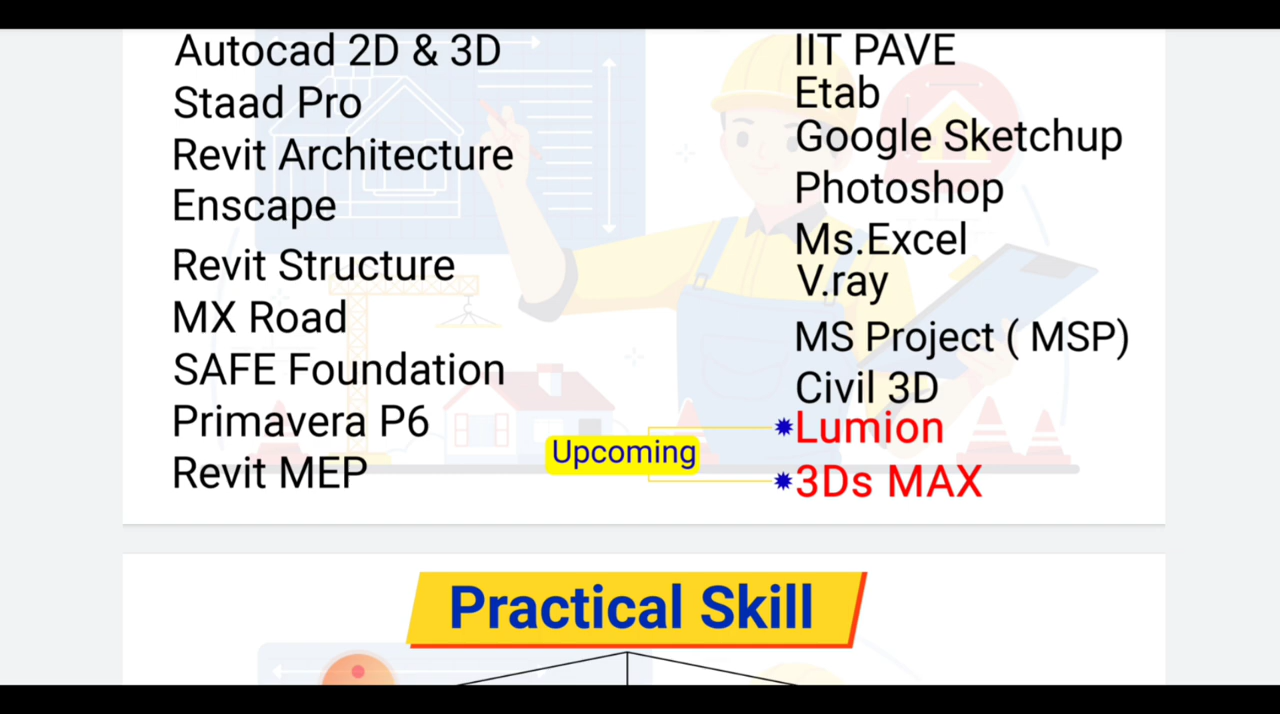 Autocad 2D & 3D
Staad Pro
Revit Architecture
Enscape
Revit Structure
MX Road
SAFE Foundation
Primavera P6
Revit MEP
IIT PAVE
Etab
Google Sketchup
Photoshop
Ms.Excel
V.ray
MS Project ( MSP)
Civil 3D
Upcoming
Lumion
3Ds MAX
Practical Skill